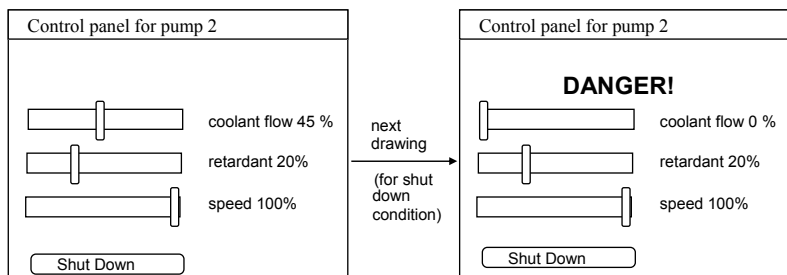 Control panel for pump 2
coolant flow 45 %
retardant 20%
speed 100%
Shut Down
next
drawing
(for shut
down
condition)
Control panel for pump 2
DANGER!
coolant flow 0 %
retardant 20%
speed 100%
Shut Down